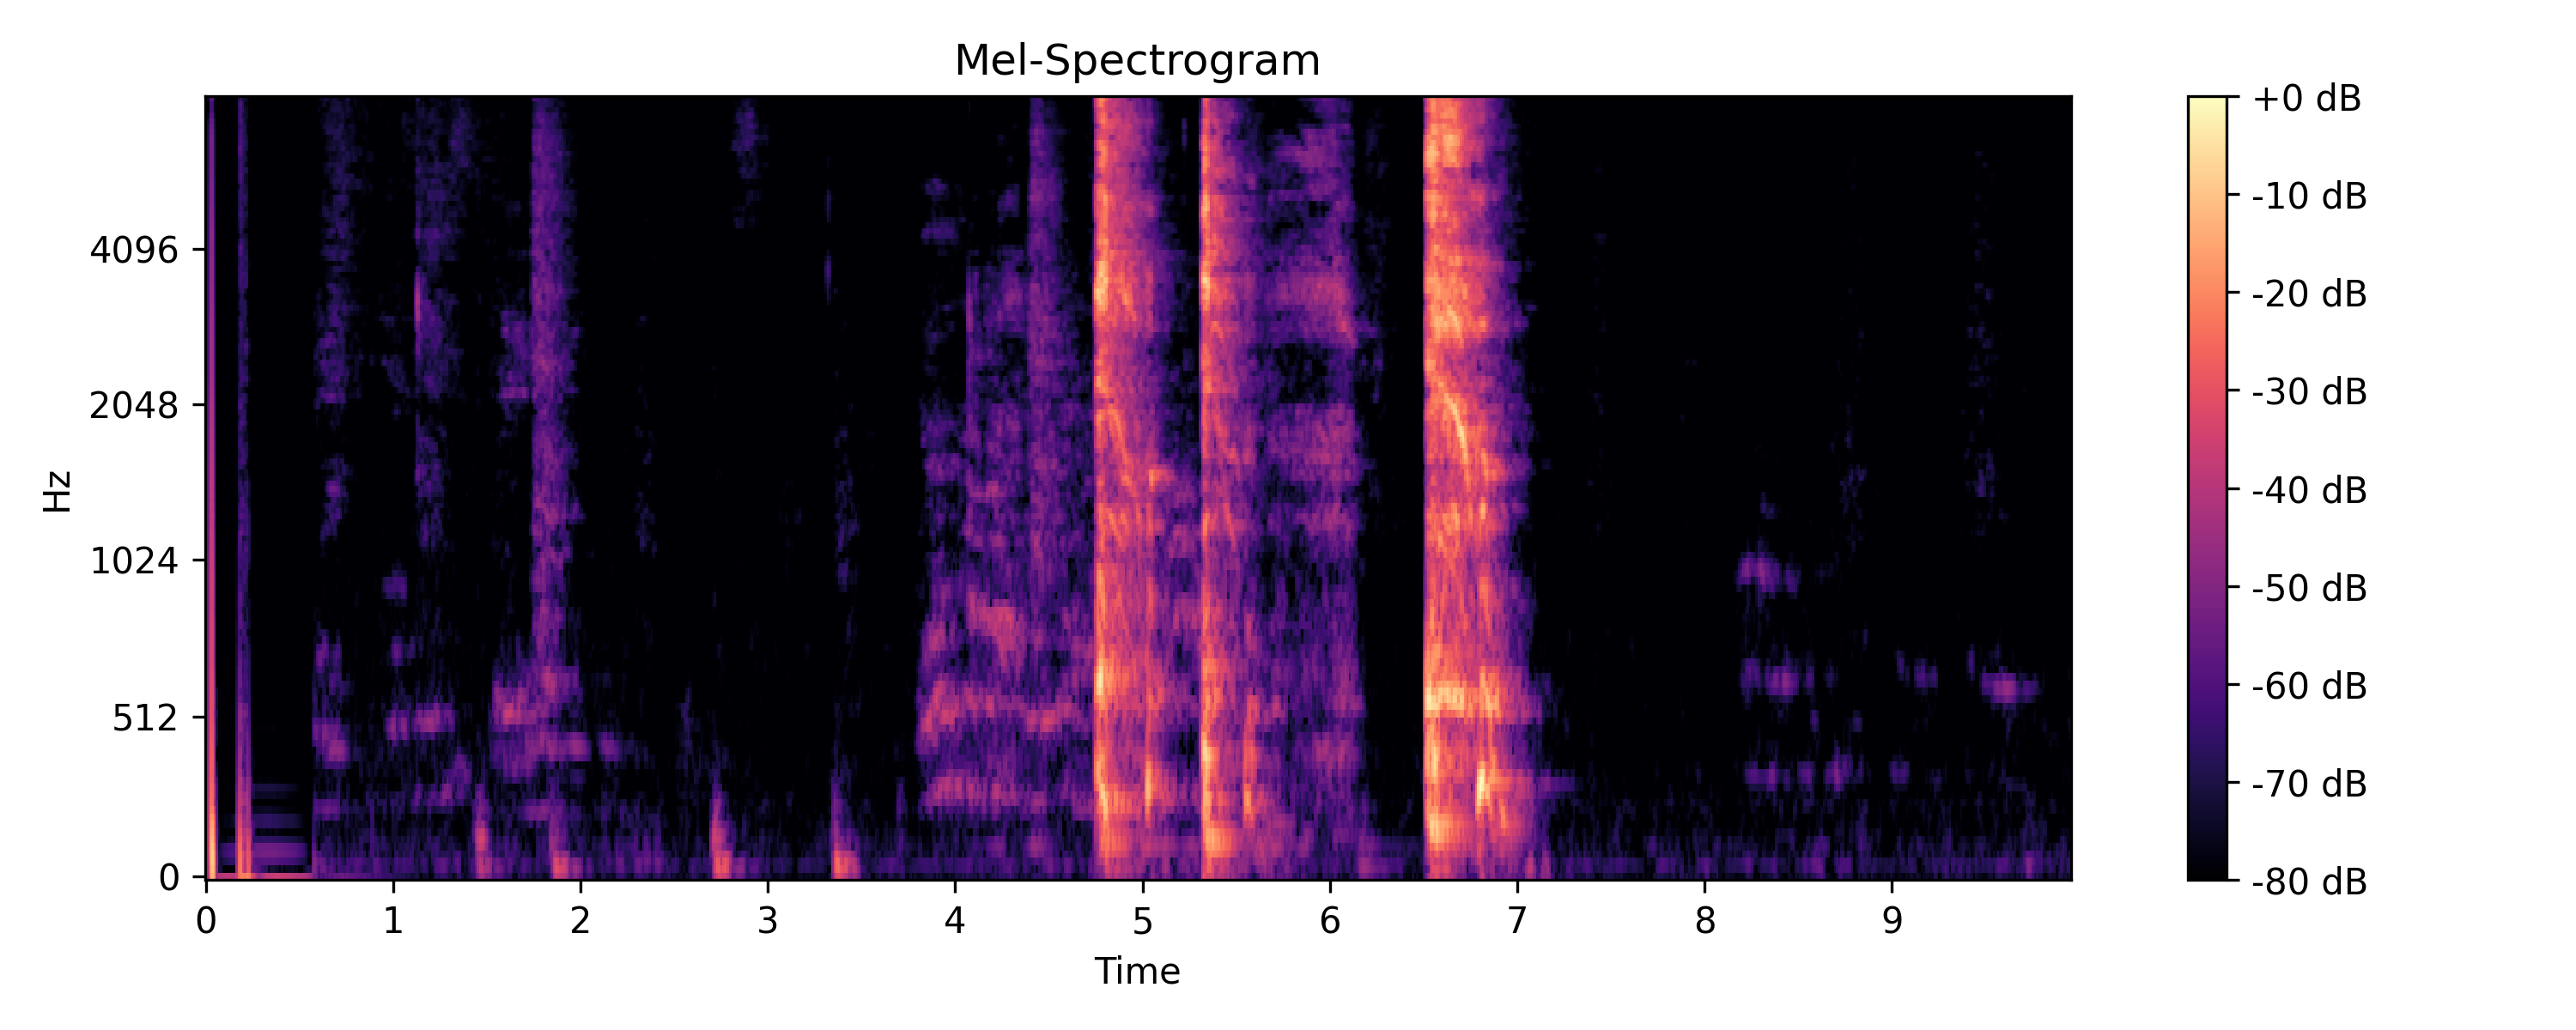 Mel-Spectrogram
+0 dB
-10 dB
-20 dB
-30 dB
-40 dB
-50 dB
-60 dB
-70 dB
-80 dB
4096
2048
1024
512
0
Hz
0 1 2 3 4 5 6 7 8 9
Time